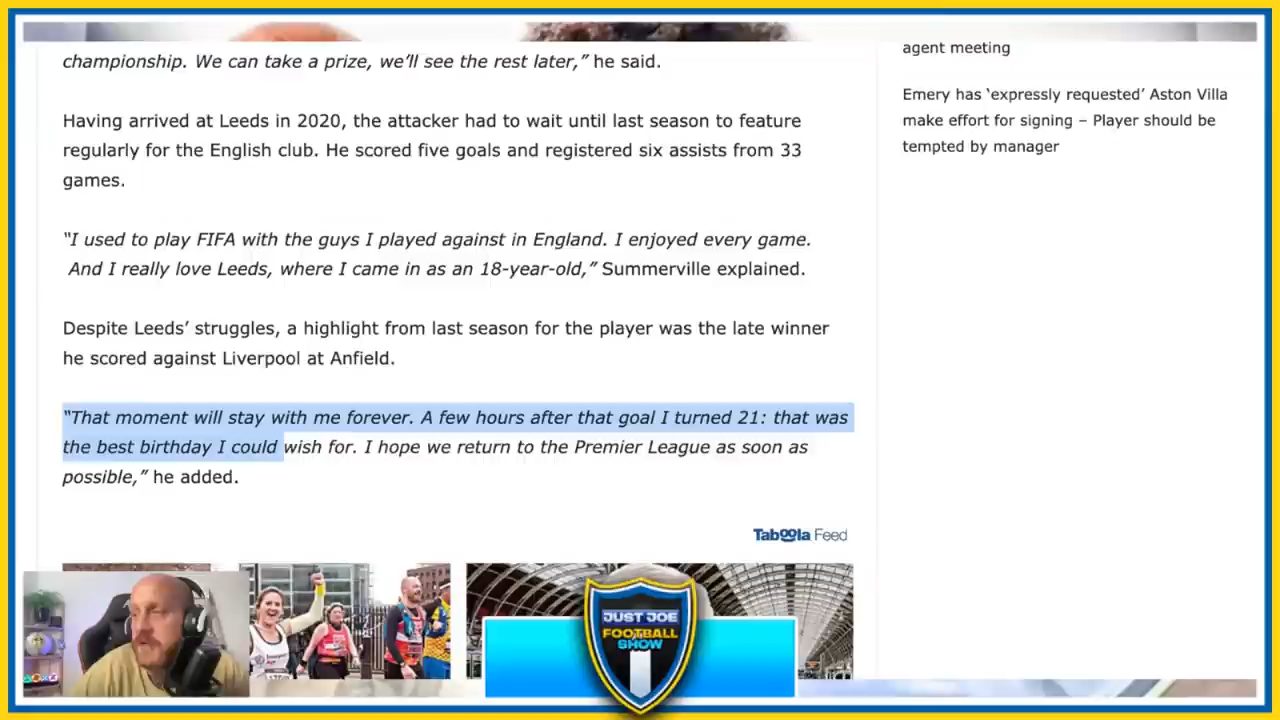 championship. We can take a prize, we’ll see the rest later,” he said.
Having arrived at Leeds in 2020, the attacker had to wait until last season to feature
regularly for the English club. He scored five goals and registered six assists from 33
games.
“I used to play FIFA with the guys I played against in England. I enjoyed every game.
And I really love Leeds, where I came in as an 18-year-old,” Summerville explained.
Despite Leeds’ struggles, a highlight from last season for the player was the late winner
he scored against Liverpool at Anfield.
“That moment will stay with me forever. A few hours after that goal I turned 21: that was
the best birthday I could wish for. I hope we return to the Premier League as soon as
possible,” he added.
Taboola Feed
agent meeting
Emery has ‘expressly requested’ Aston Villa
make effort for signing – Player should be
tempted by manager
JUST JOE
FOOTBALL
SHOW